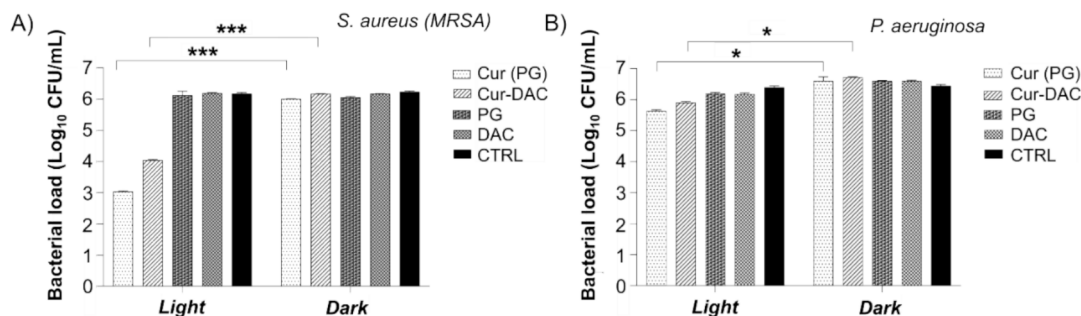 A)
S. aureus (MRSA)
***
***
Bacterial load (Log₁₀ CFU/mL)
7
6
5
4
3
2
1
0
Light
Dark
Cur (PG)
Cur-DAC
PG
DAC
CTRL
B)
P. aeruginosa
*
*
Bacterial load (Log₁₀ CFU/mL)
7
6
5
4
3
2
1
0
Light
Dark
Cur (PG)
Cur-DAC
PG
DAC
CTRL